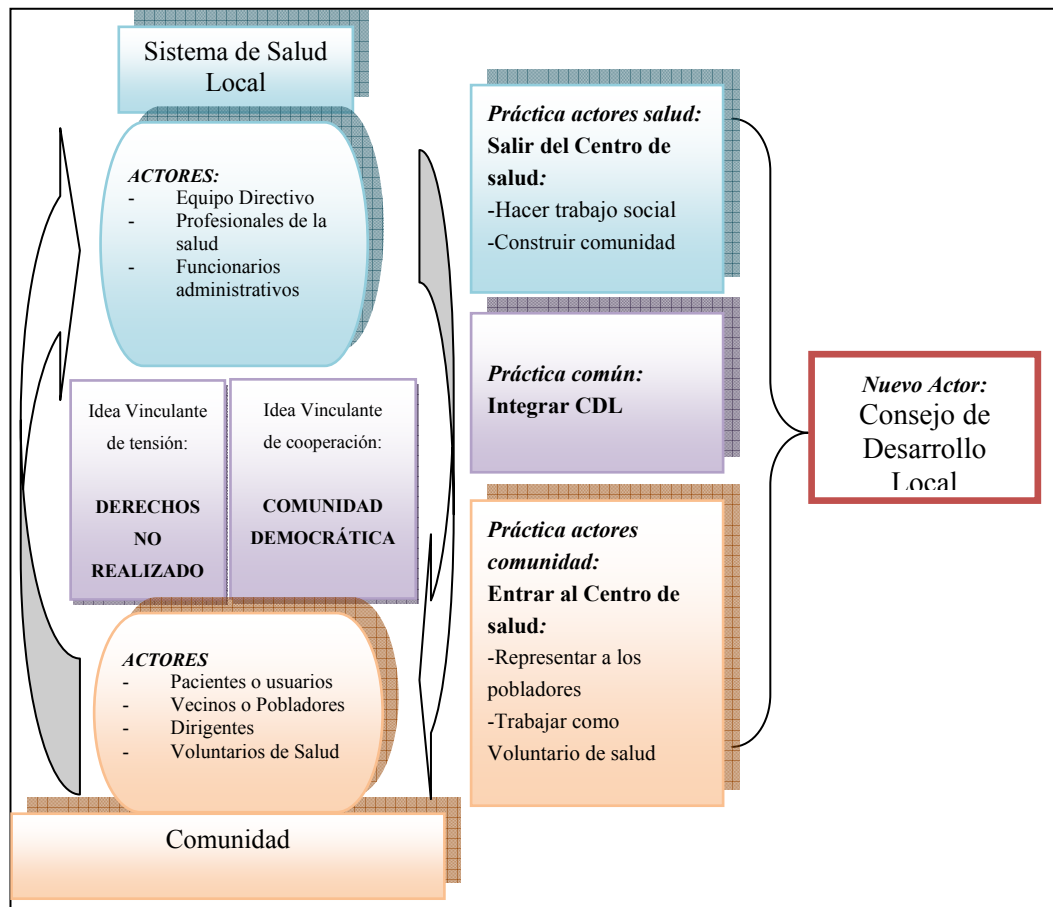 Sistema de Salud
Local
ACTORES:
- Equipo Directivo
- Profesionales de la
salud
- Funcionarios
administrativos
Idea Vinculante
de tensión:
DERECHOS
NO
REALIZADO
Idea Vinculante
de cooperación:
COMUNIDAD
DEMOCRÁTICA
ACTORES
- Pacientes o usuarios
- Vecinos o Pobladores
- Dirigentes
- Voluntarios de Salud
Comunidad
Práctica actores salud:
Salir del Centro de
salud:
-Hacer trabajo social
-Construir comunidad
Práctica común:
Integrar CDL
Práctica actores
comunidad:
Entrar al Centro de
salud:
-Representar a los
pobladores
-Trabajar como
Voluntario de salud
Nuevo Actor:
Consejo de
Desarrollo
Local